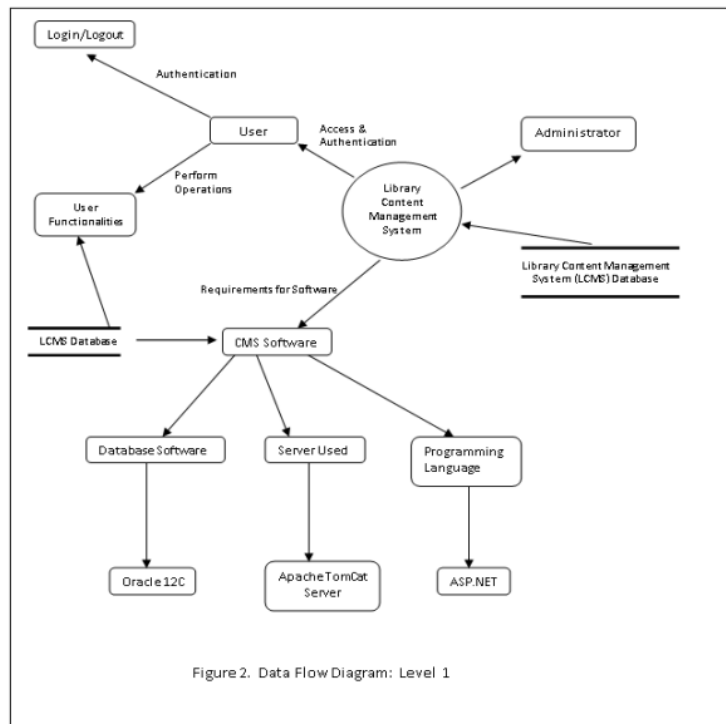 Login/Logout
Authentication
User
Access &
Authentication
Administrator
Perform
Operations
Library
Content
Management
System
User
Functionalities
Library Content Management
System (LCMS) Database
Requirements for Software
LCMS Database
CMS Software
Database Software
Server Used
Programming
Language
Oracle 12C
Apache TomCat
Server
ASP.NET
Figure 2. Data Flow Diagram: Level 1